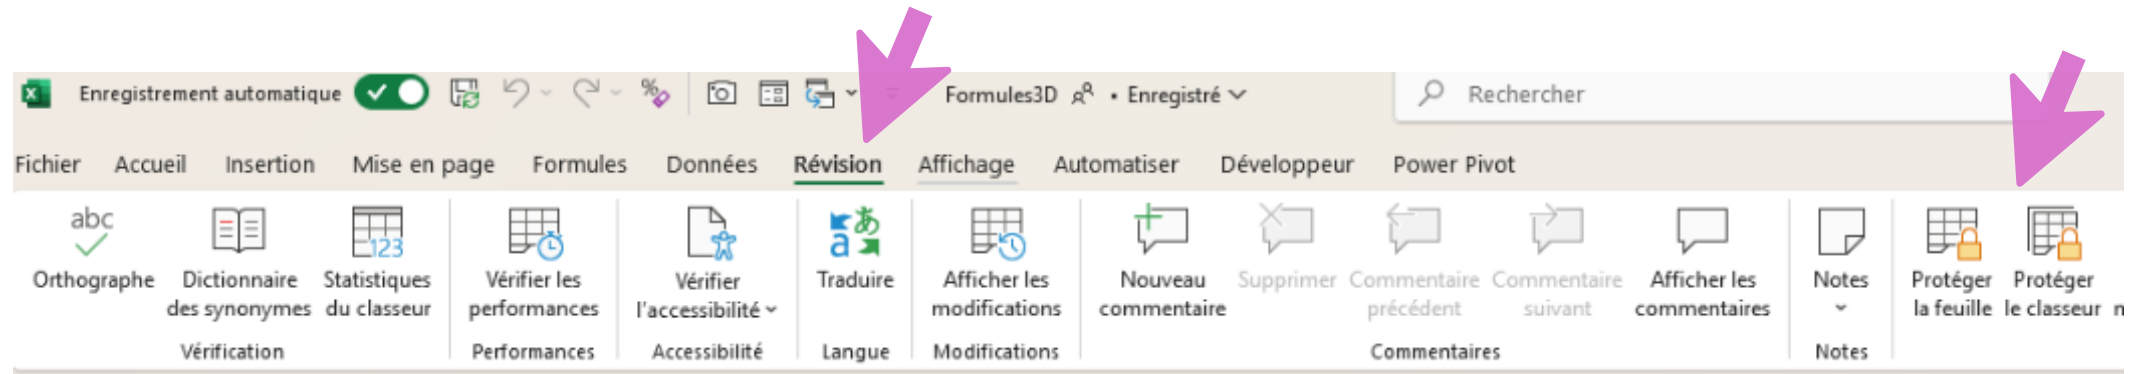 Enregistrement automatique Formules3D • Enregistré Rechercher
Fichier Accueil Insertion Mise en page Formules Données Révision Affichage Automatiser Développeur Power Pivot
abc 123 あ a
Orthographe Dictionnaire Statistiques Vérifier les Vérifier Traduire Afficher les Nouveau Supprimer Commentaire Commentaire Afficher les Notes Protéger Protéger
des synonymes du classeur performances l'accessibilité modifications commentaire précédent suivant commentaires la feuille le classeur
Vérification Performances Accessibilité Langue Modifications Commentaires Notes